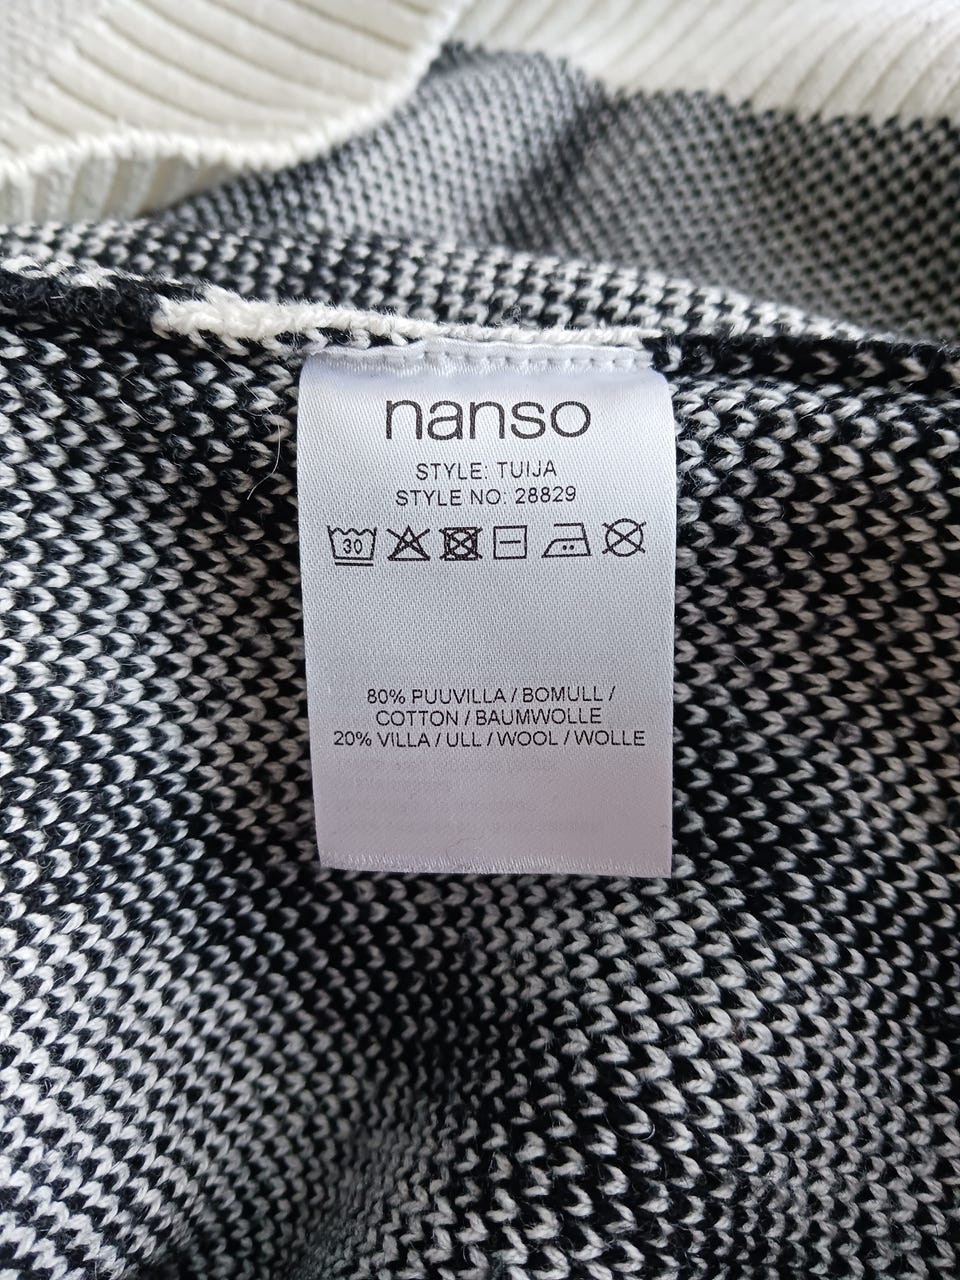 nanso
STYLE: TUIJA
STYLE NO: 28829
30
80% PUUVILLA / BOMULL /
COTTON / BAUMWOLLE
20% VILLA / ULL / WOOL / WOLLE